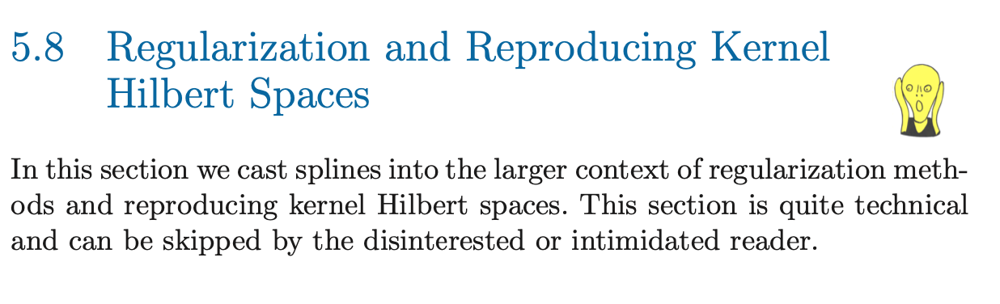 5.8 Regularization and Reproducing Kernel
Hilbert Spaces
In this section we cast splines into the larger context of regularization meth-
ods and reproducing kernel Hilbert spaces. This section is quite technical
and can be skipped by the disinterested or intimidated reader.